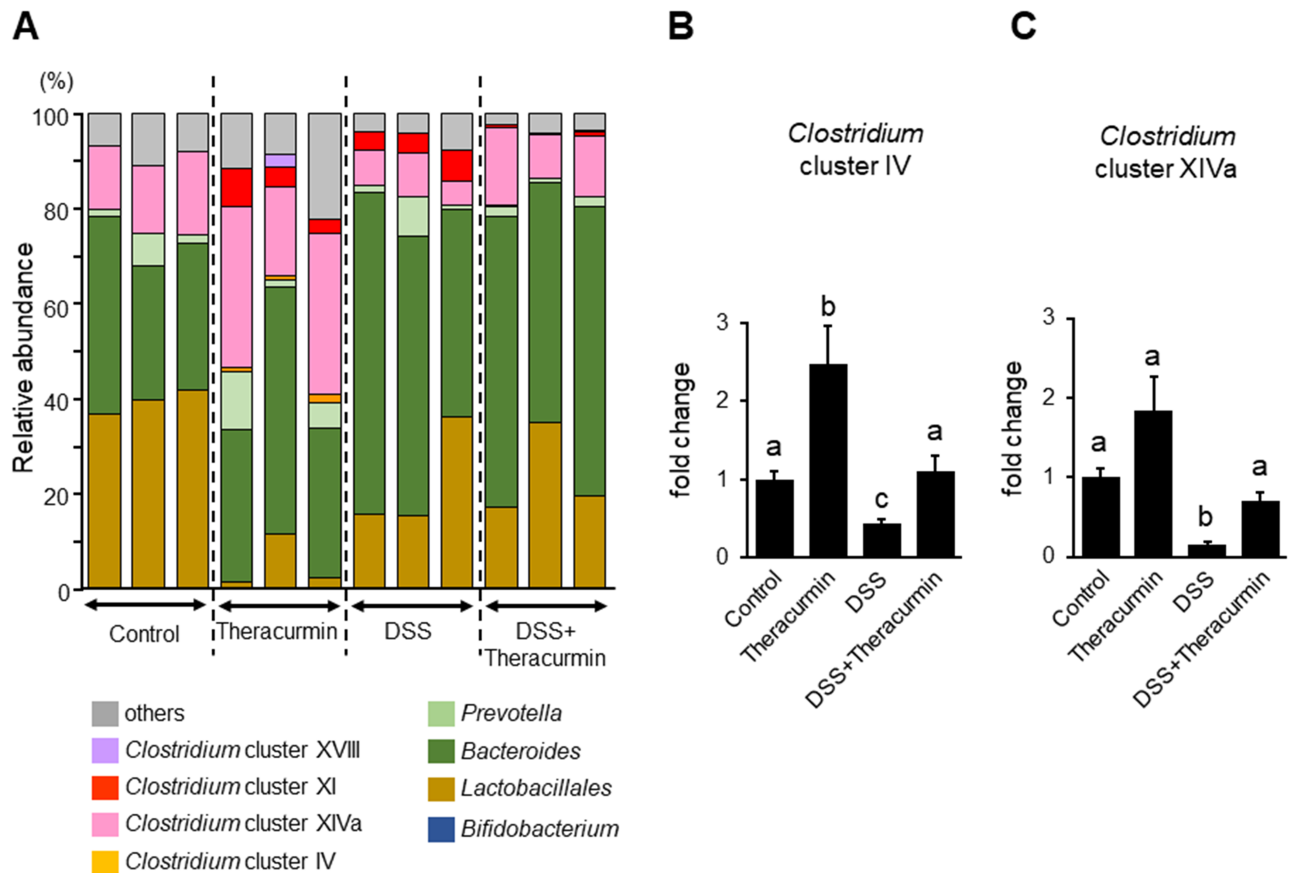 A
(%)
100
80
60
40
20
0
Relative abundance
Control
Theracurmin
DSS
DSS+
Theracurmin
others
Clostridium cluster XVIII
Clostridium cluster XI
Clostridium cluster XIVa
Clostridium cluster IV
Prevotella
Bacteroides
Lactobacillales
Bifidobacterium
B
Clostridium
cluster IV
fold change
3
2
1
0
a
b
c
a
Control
Theracurmin
DSS
DSS+Theracurmin
C
Clostridium
cluster XIVa
fold change
3
2
1
0
a
a
b
a
Control
Theracurmin
DSS
DSS+Theracurmin